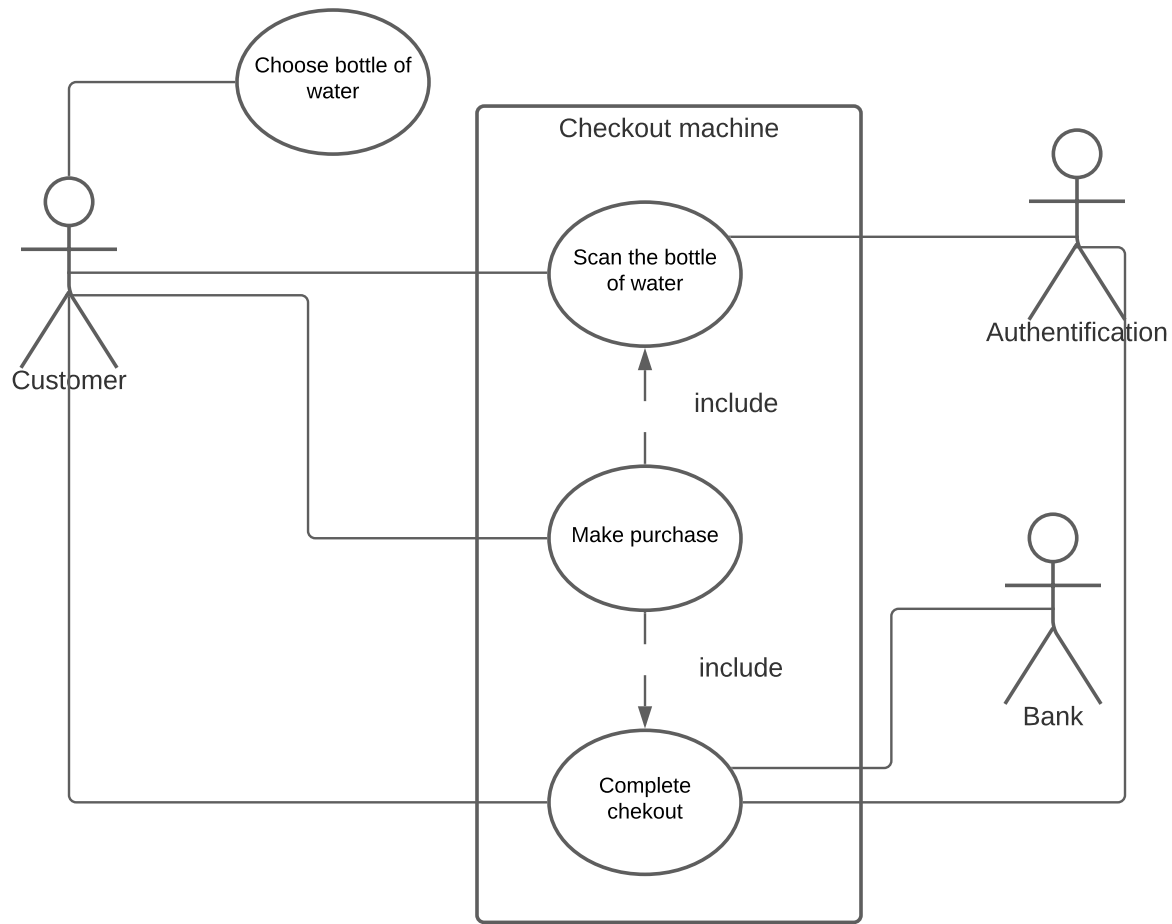 Choose bottle of
water
Checkout machine
Scan the bottle
of water
Authentification
Customer
include
Make purchase
include
Bank
Complete
chekout